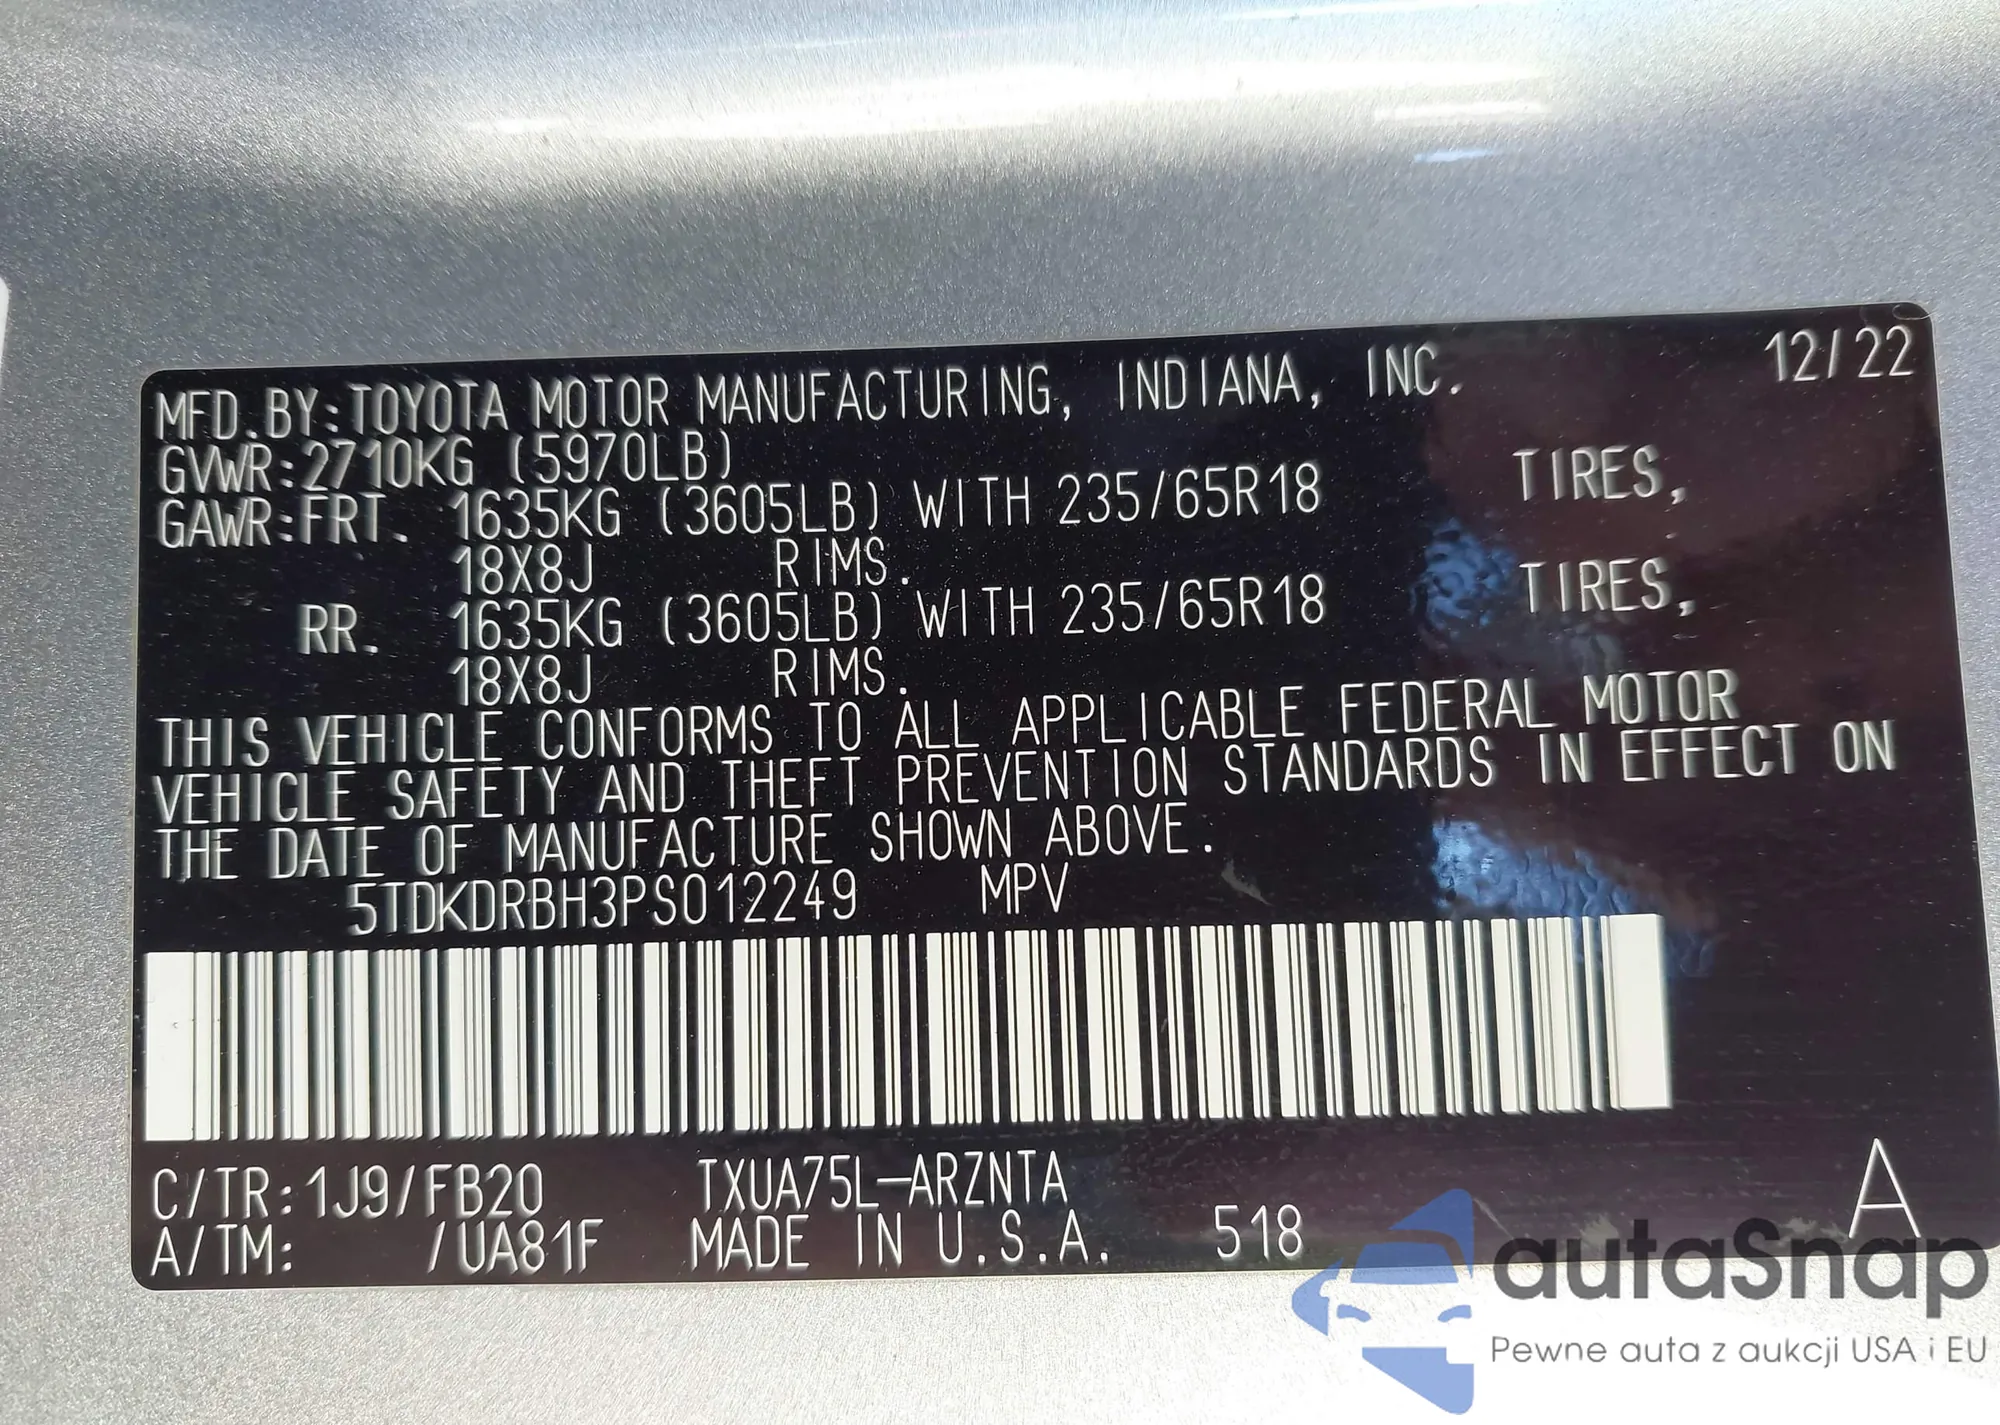 MFD.BY:TOYOTA MOTOR MANUFACTURING, INDIANA, INC. 12/22
GVWR:2710KG (5970LB)
GAWR:FRT. 1635KG (3605LB) WITH 235/65R18 TIRES,
18X8J RIMS.
RR. 1635KG (3605LB) WITH 235/65R18 TIRES,
18X8J RIMS.
THIS VEHICLE CONFORMS TO ALL APPLICABLE FEDERAL MOTOR
VEHICLE SAFETY AND THEFT PREVENTION STANDARDS IN EFFECT ON
THE DATE OF MANUFACTURE SHOWN ABOVE.
5TDKDRBH3PS012249 MPV
C/TR:1J9/FB20 TXUA75L-ARZNTA A
A/TM: /UA81F MADE IN U.S.A. 518
autaSnap
Pewne auta z aukcji USA i EU